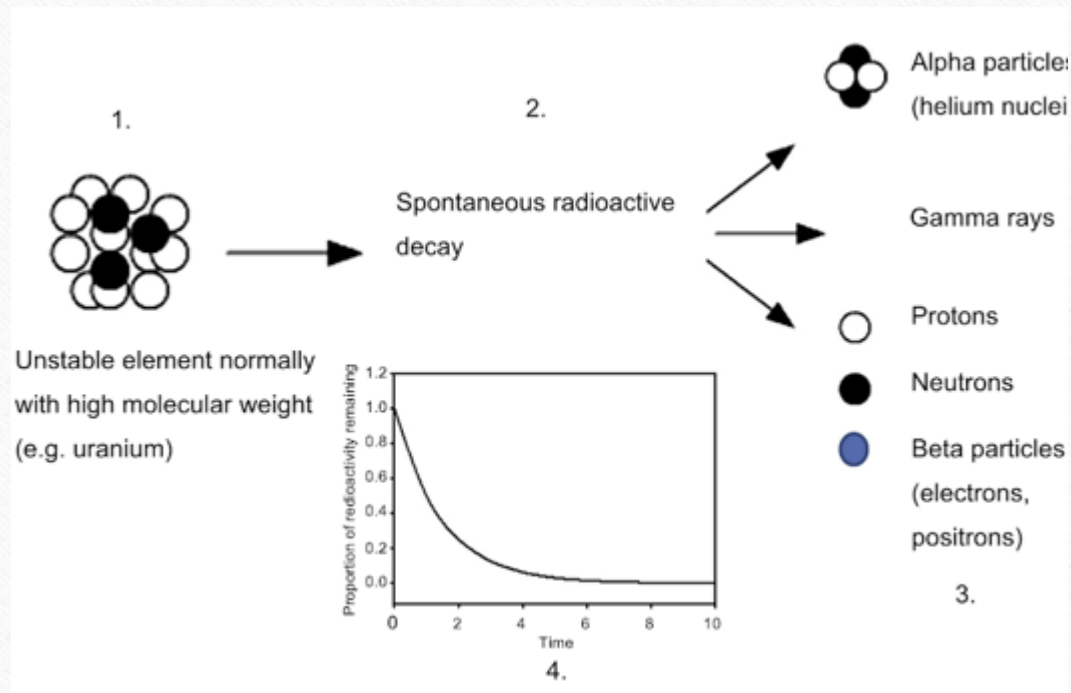 1.
Unstable element normally
with high molecular weight
(e.g. uranium)
2.
Spontaneous radioactive
decay
Alpha particles
(helium nuclei
Gamma rays
Protons
Neutrons
Beta particles
(electrons,
positrons)
3.
Proportion of redioactivity remaining
1.2
1.0
0.8
0.6
0.4
0.2
0.0
0 2 4 6 8 10
Time
4.